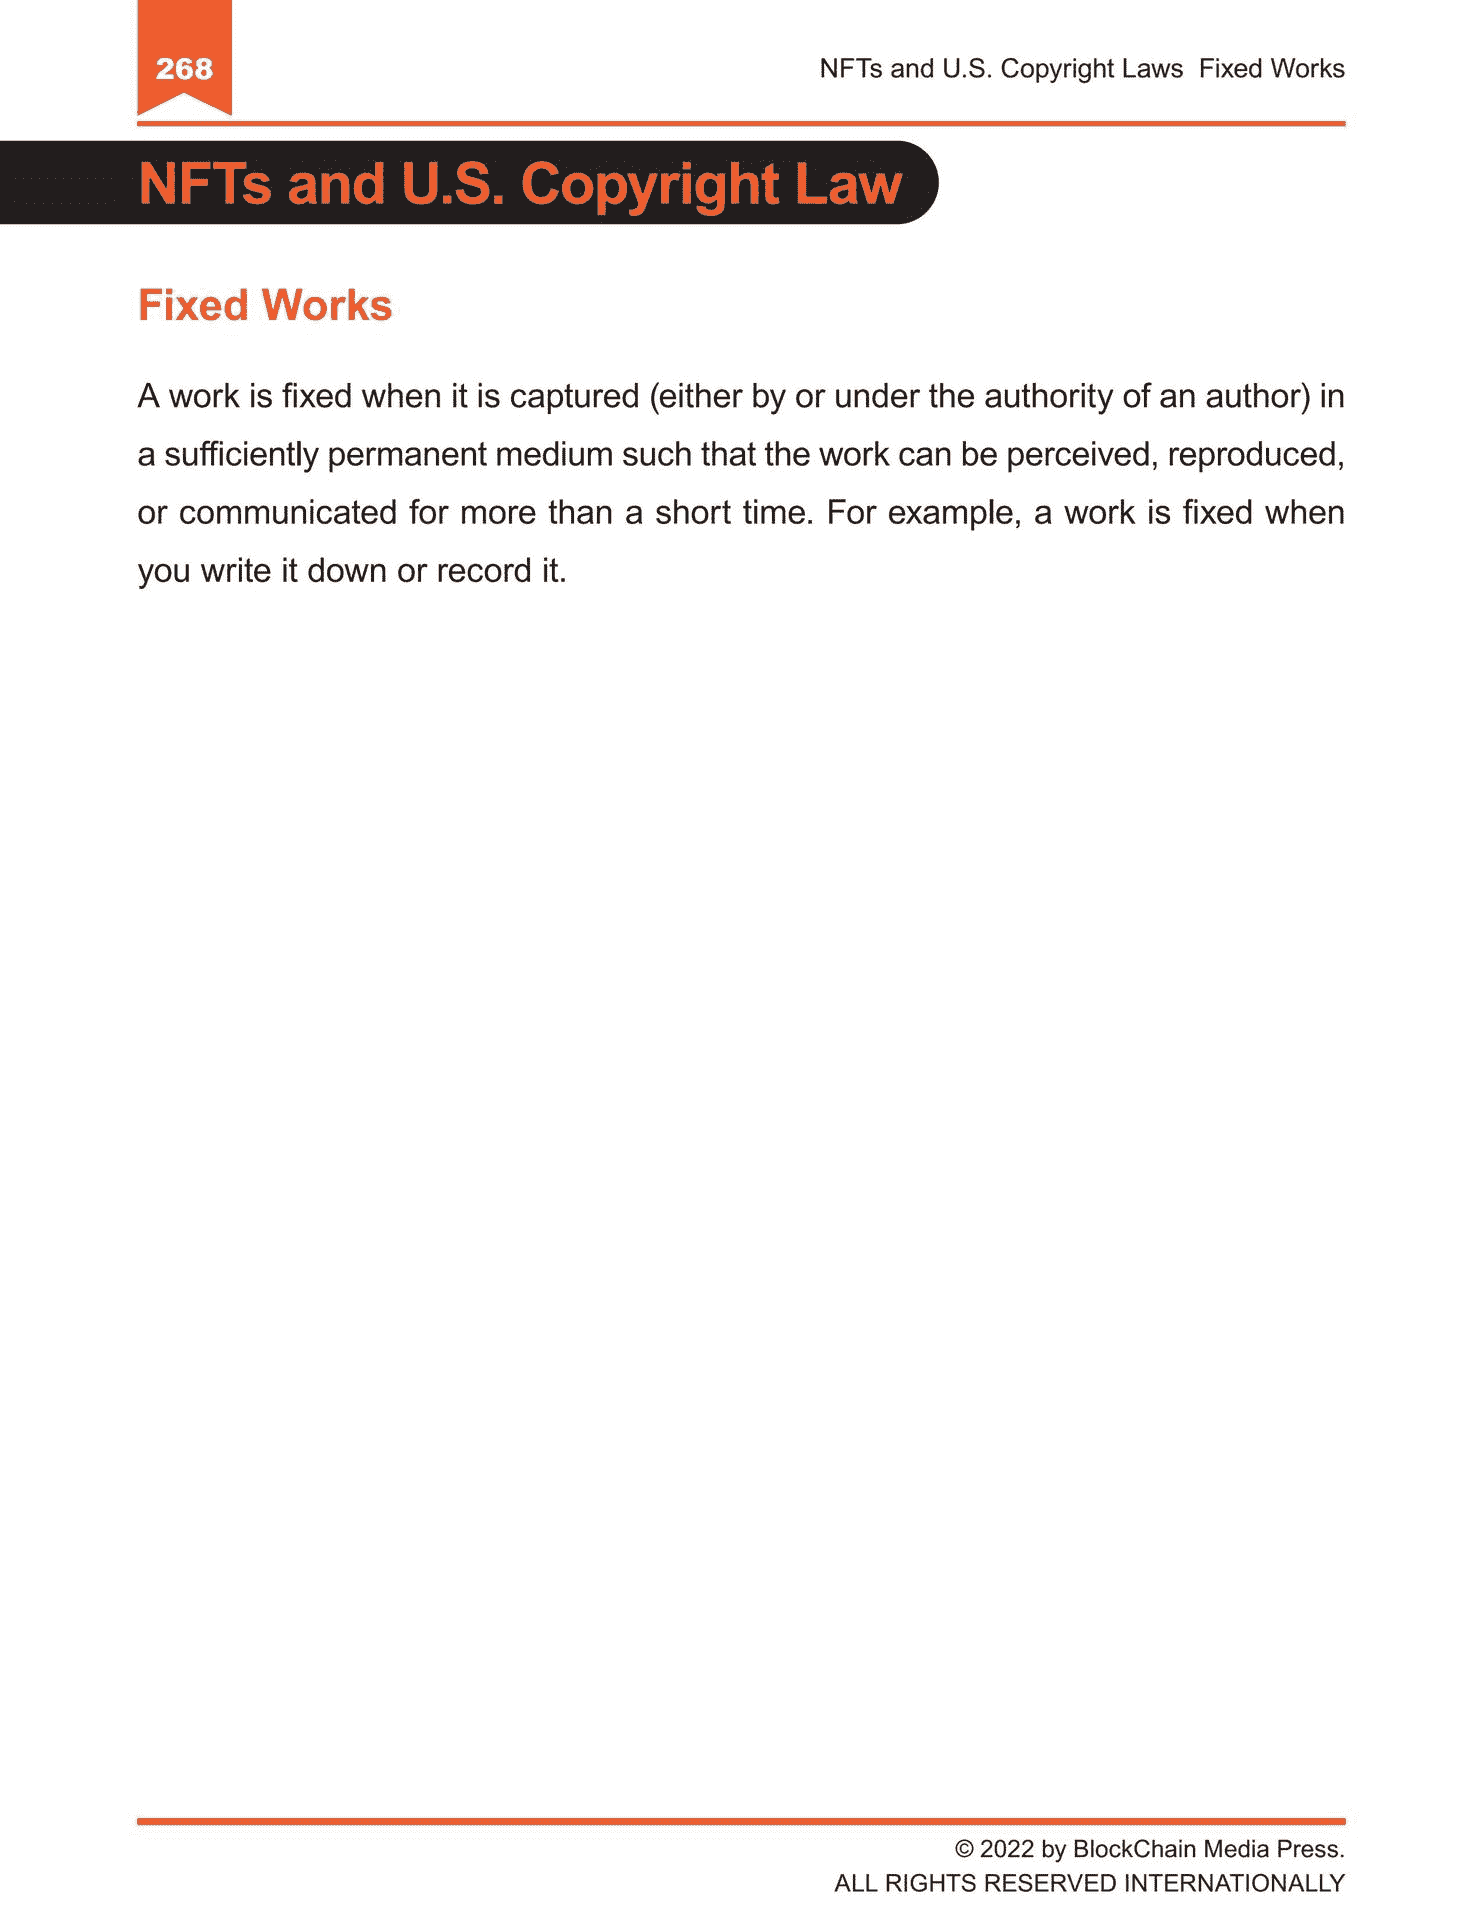 268
NFTs and U.S. Copyright Laws  Fixed Works
NFTs and U.S. Copyright Law
Fixed Works
A work is fixed when it is captured (either by or under the authority of an author) in
a sufficiently permanent medium such that the work can be perceived, reproduced,
or communicated for more than a short time. For example, a work is fixed when
you write it down or record it.
© 2022 by BlockChain Media Press.
ALL RIGHTS RESERVED INTERNATIONALLY